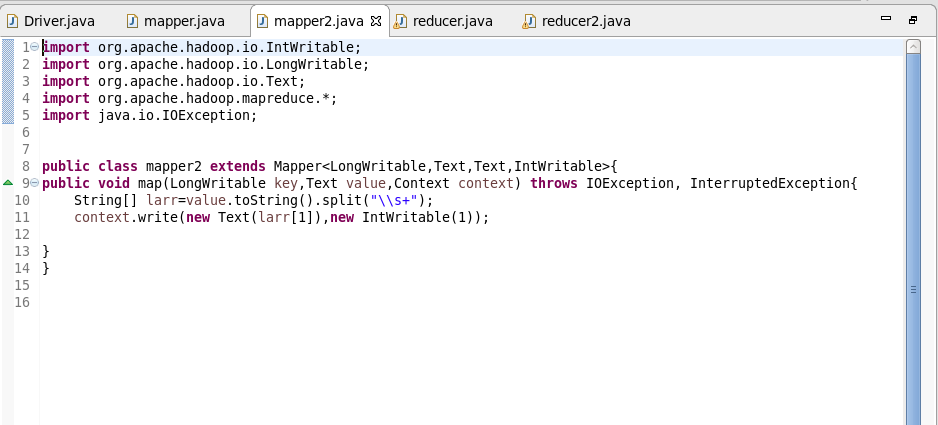 Driver.java mapper.java mapper2.java reducer.java reducer2.java
1 import org.apache.hadoop.io.IntWritable;
2 import org.apache.hadoop.io.LongWritable;
3 import org.apache.hadoop.io.Text;
4 import org.apache.hadoop.mapreduce.*;
5 import java.io.IOException;
6
7
8 public class mapper2 extends Mapper<LongWritable,Text,Text,IntWritable>{
9 public void map(LongWritable key,Text value,Context context) throws IOException, InterruptedException{
10     String[] larr=value.toString().split("\\s+");
11     context.write(new Text(larr[1]),new IntWritable(1));
12
13 }
14 }
15
16